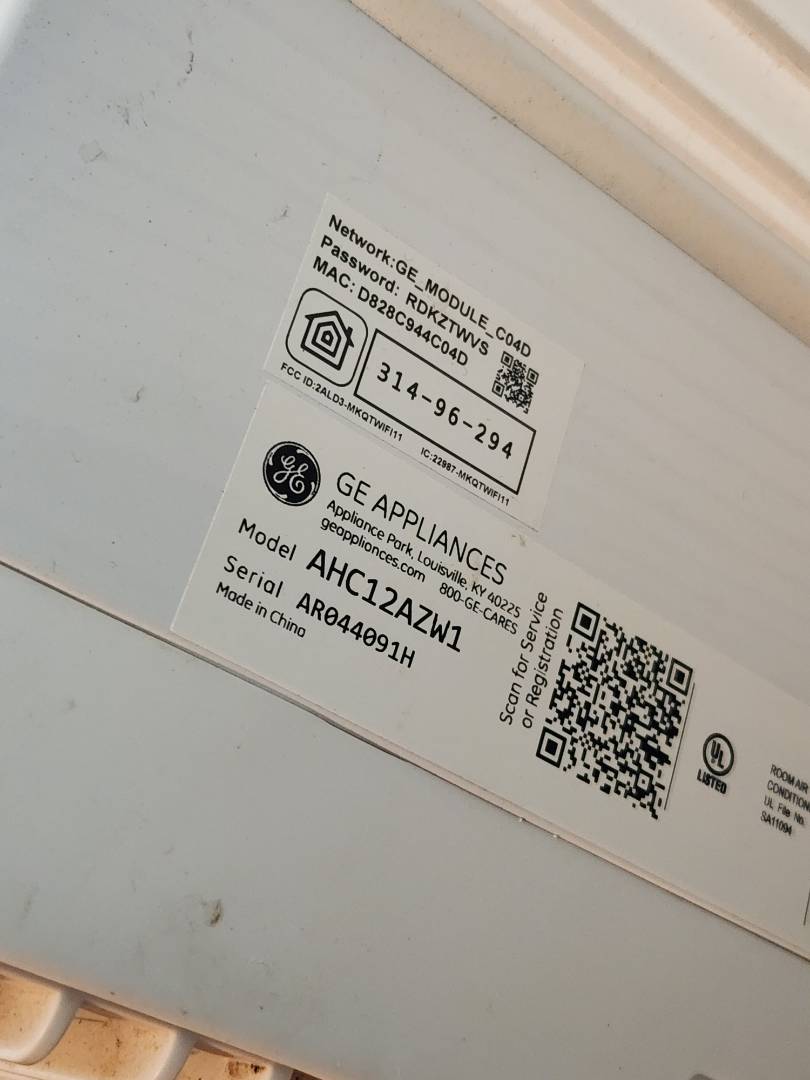 Network:GE_MODULE_C04D
Password: RDKZTWVS
MAC: D828C944C04D
314-96-294
FCC ID:2ALD3-MKQTWIFI11
IC:22987-MKQTWIFI11
GE APPLIANCES
Appliance Park, Louisville, KY 40225
geappliances.com 800-GE-CARES
Model AHC12AZW1
Serial AR044091H
Made in China
Scan for Service
or Registration
UL
LISTED
ROOM AIR
CONDITION
UL File No.
SA11094